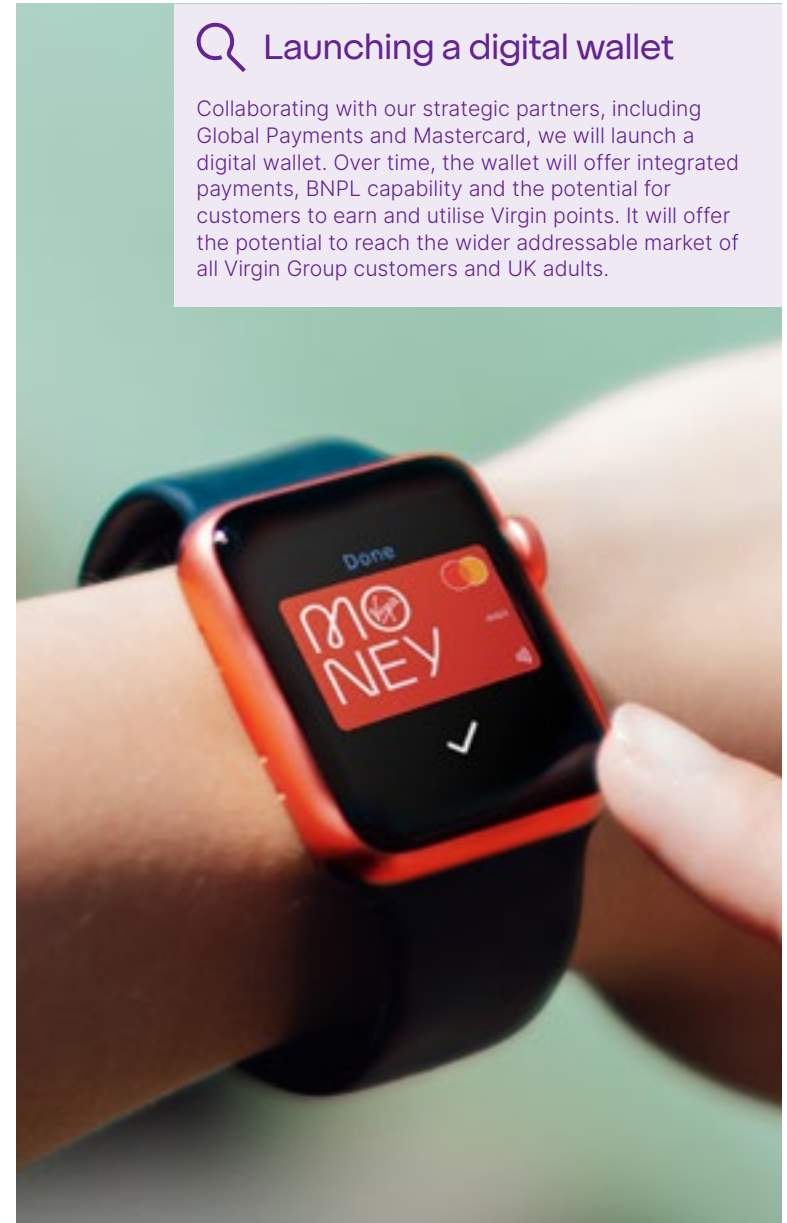 Launching a digital wallet
Collaborating with our strategic partners, including
Global Payments and Mastercard, we will launch a
digital wallet. Over time, the wallet will offer integrated
payments, BNPL capability and the potential for
customers to earn and utilise Virgin points. It will offer
the potential to reach the wider addressable market of
all Virgin Group customers and UK adults.
Done
MO
Virgin
NEY